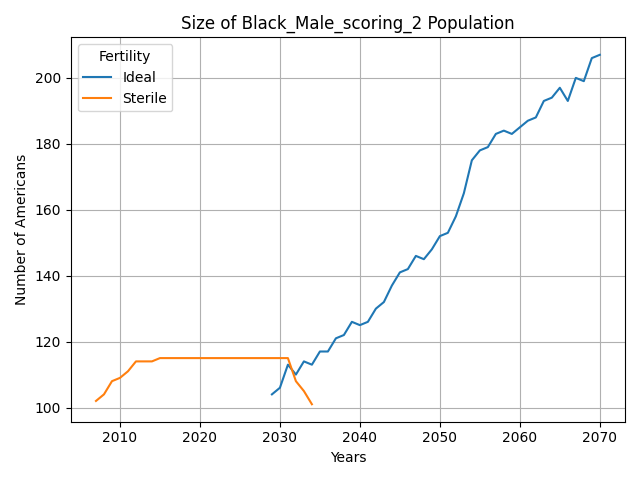 Size of Black_Male_scoring_2 Population
Fertility
Ideal
Sterile
Number of Americans
200
180
160
140
120
100
2010
2020
2030
2040
2050
2060
2070
Years